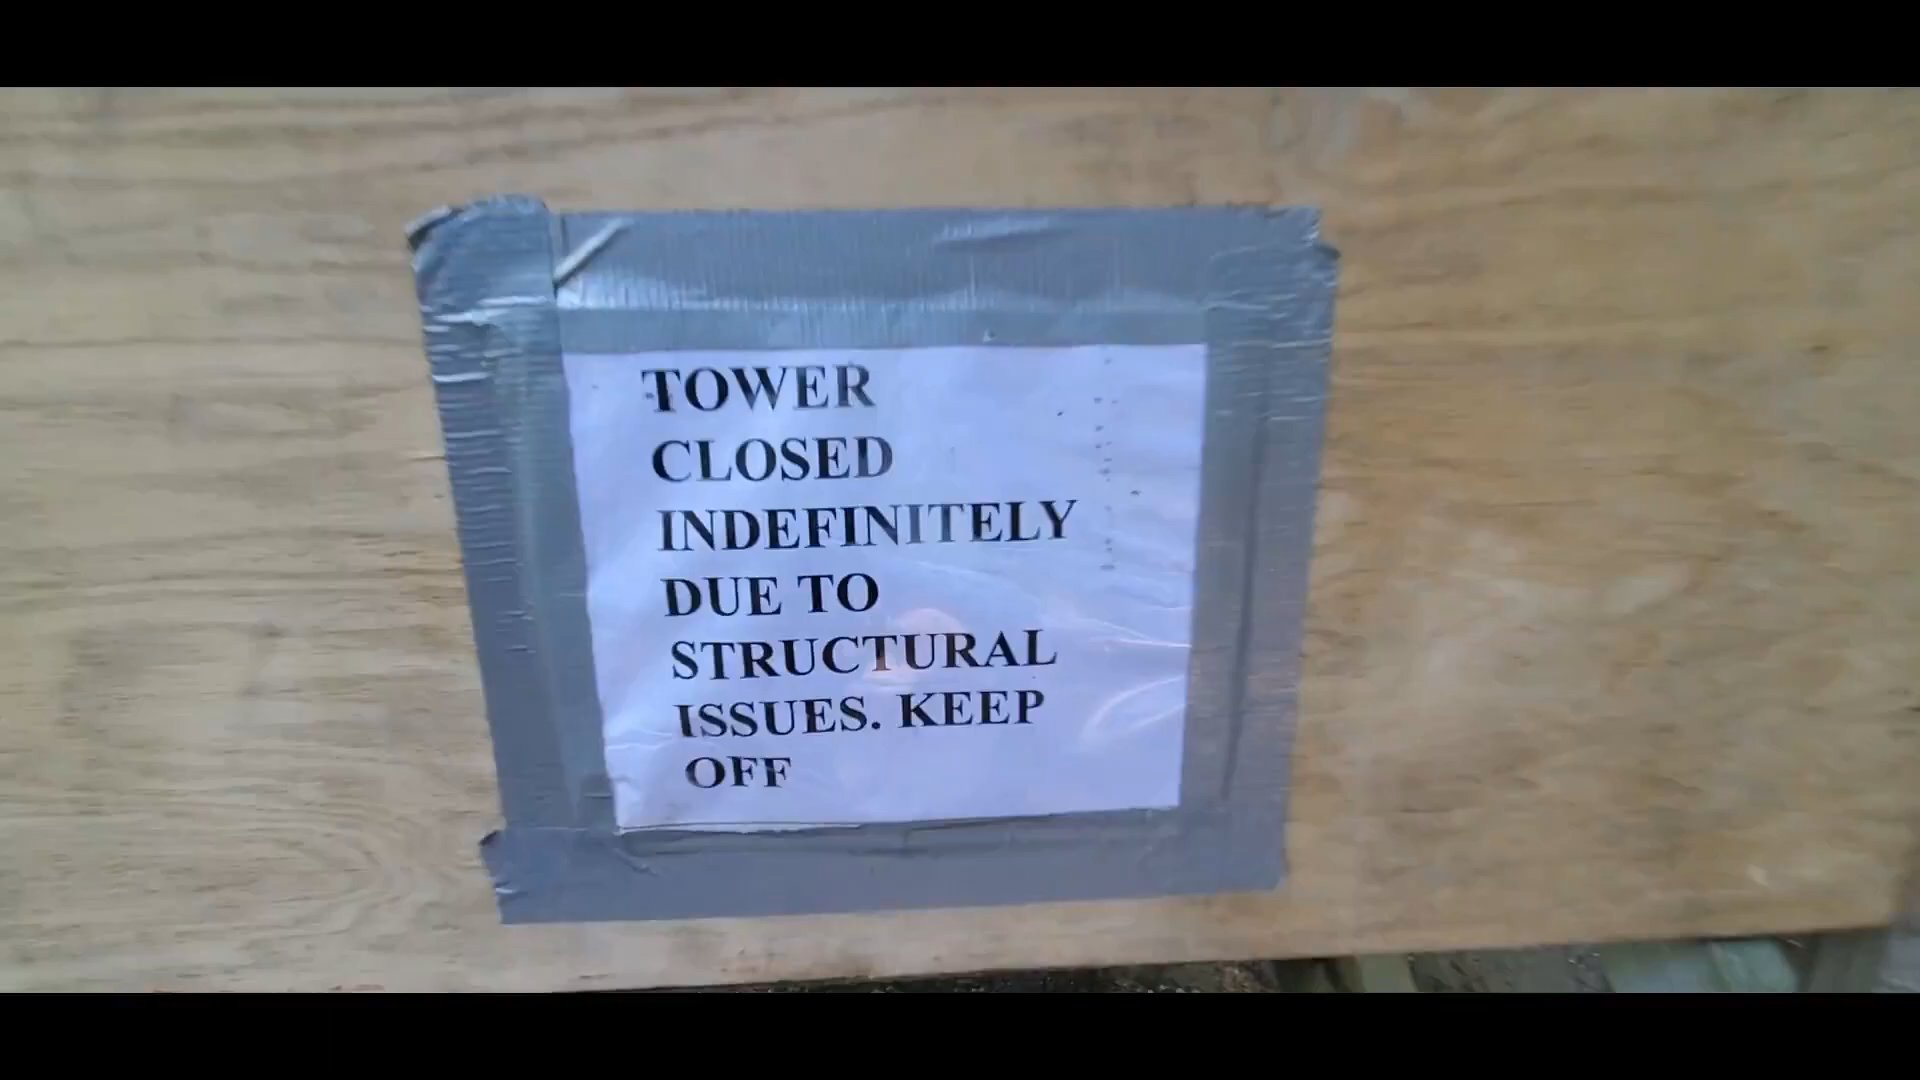 TOWER
CLOSED
INDEFINITELY
DUE TO
STRUCTURAL
ISSUES. KEEP
OFF